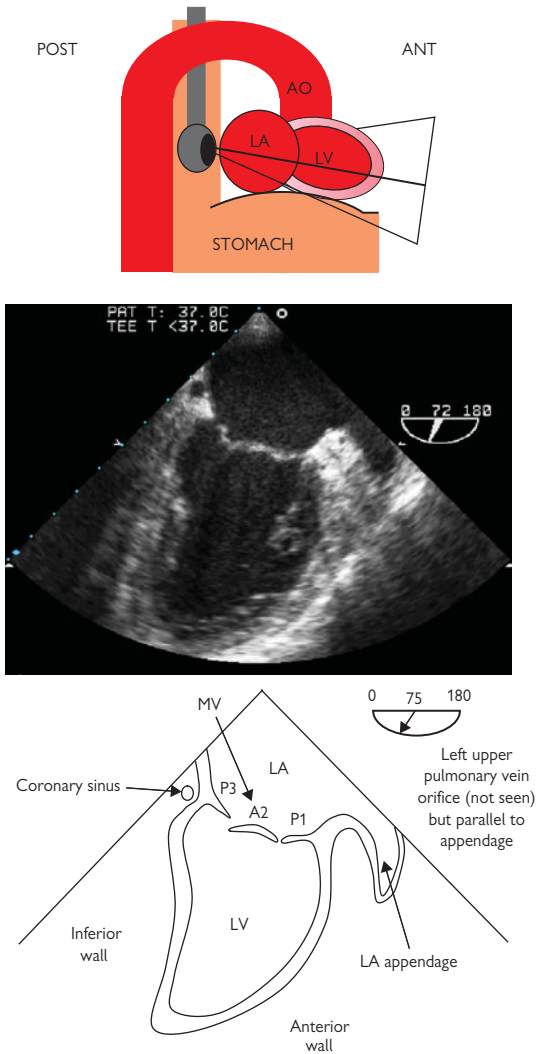 POST
ANT
AO
LA
LV
STOMACH
PAT T: 37.0C
TEE T <37.0C
0 72 180
0 75 180
MV
LA
Left upper
pulmonary vein
orifice (not seen)
but parallel to
appendage
Coronary sinus
P3
A2
P1
LV
Inferior
wall
LA appendage
Anterior
wall